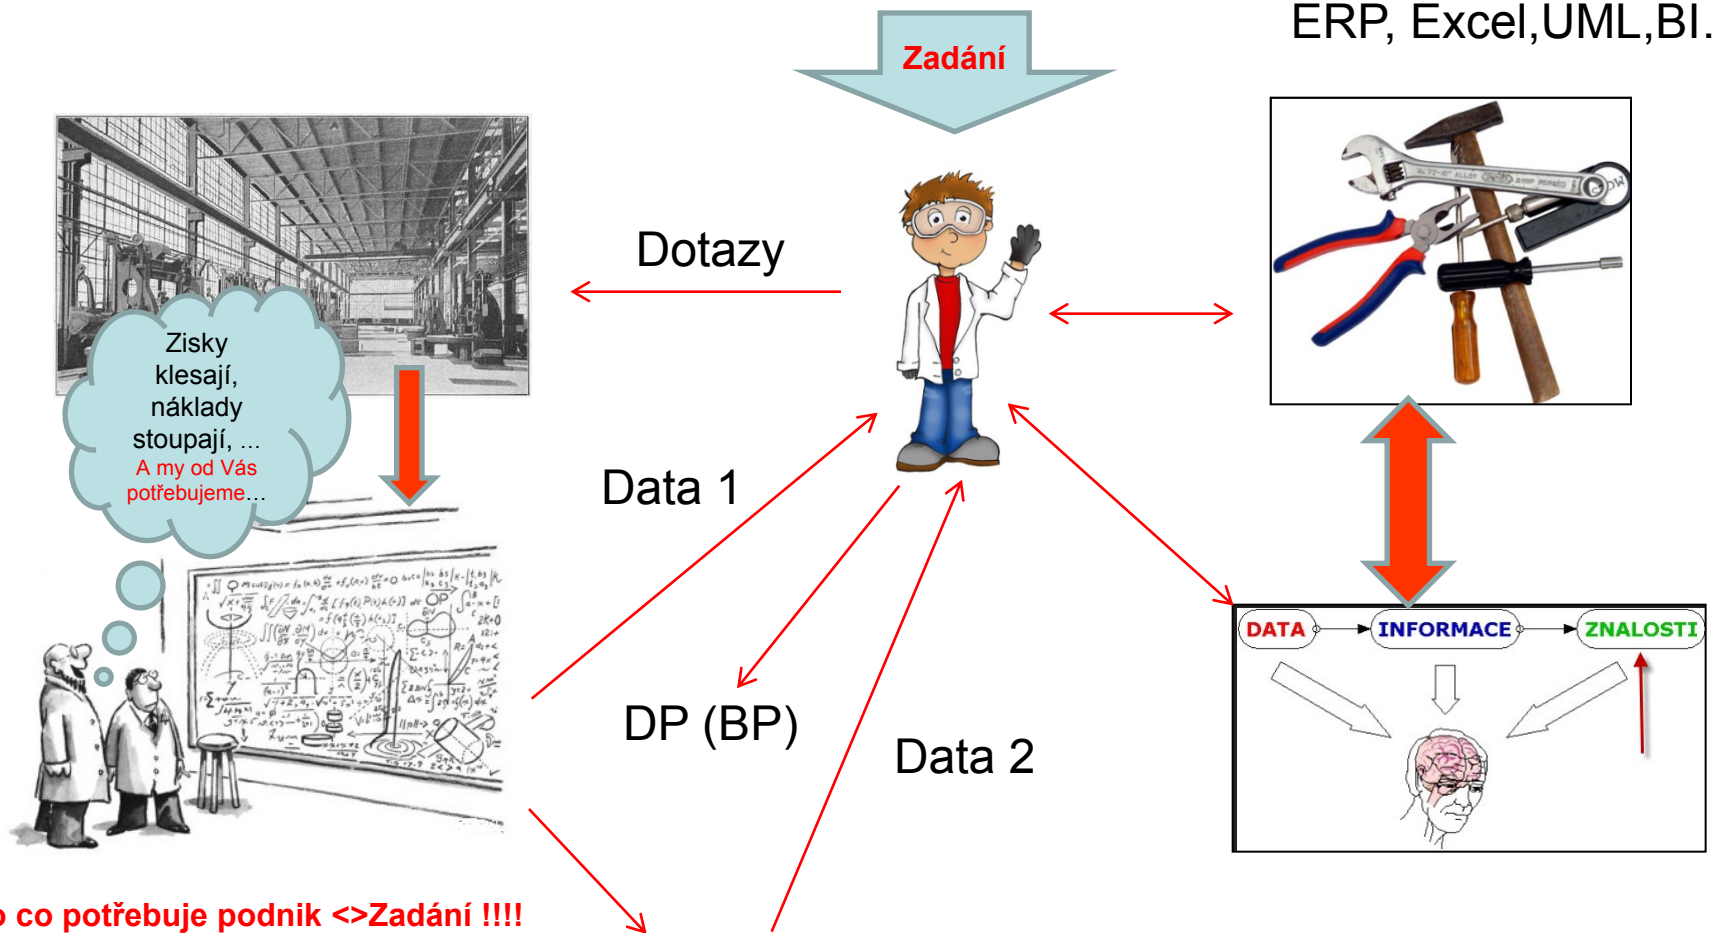 ERP, Excel,UML,BI.
Zadání
Dotazy
Zisky
klesají,
náklady
stoupají, ...
A my od Vás
potřebujeme...
Data 1
DATA
INFORMACE
ZNALOSTI
DP (BP)
Data 2
co potřebuje podnik <>Zadání !!!!